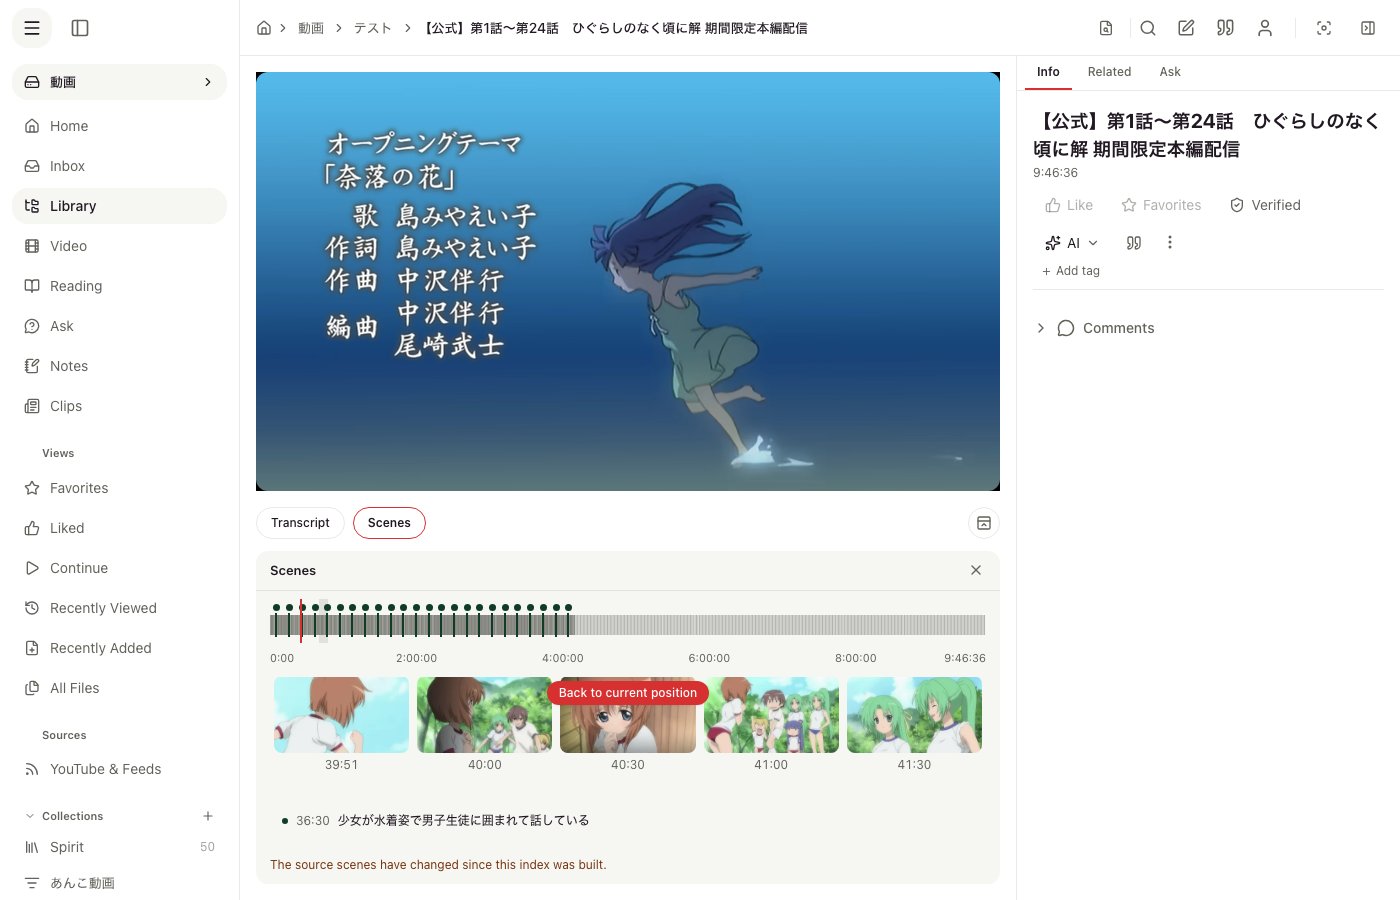 動画
Home
Inbox
Library
Video
Reading
Ask
Notes
Clips
Views
Favorites
Liked
Continue
Recently Viewed
Recently Added
All Files
Sources
YouTube & Feeds
Collections
Spirit 50
あんこ動画
動画 テスト 【公式】第1話～第24話　ひぐらしのなく頃に解 期間限定本編配信
オープニングテーマ
「奈落の花」
歌 島みやえい子
作詞 島みやえい子
作曲 中沢伴行
編曲 中沢伴行
尾崎武士
Transcript Scenes
Scenes
0:00 2:00:00 4:00:00 6:00:00 8:00:00 9:46:36
Back to current position
39:51 40:00 40:30 41:00 41:30
36:30 少女が水着姿で男子生徒に囲まれて話している
The source scenes have changed since this index was built.
Info Related Ask
【公式】第1話～第24話　ひぐらしのなく
頃に解 期間限定本編配信
9:46:36
Like Favorites Verified
AI
+ Add tag
Comments